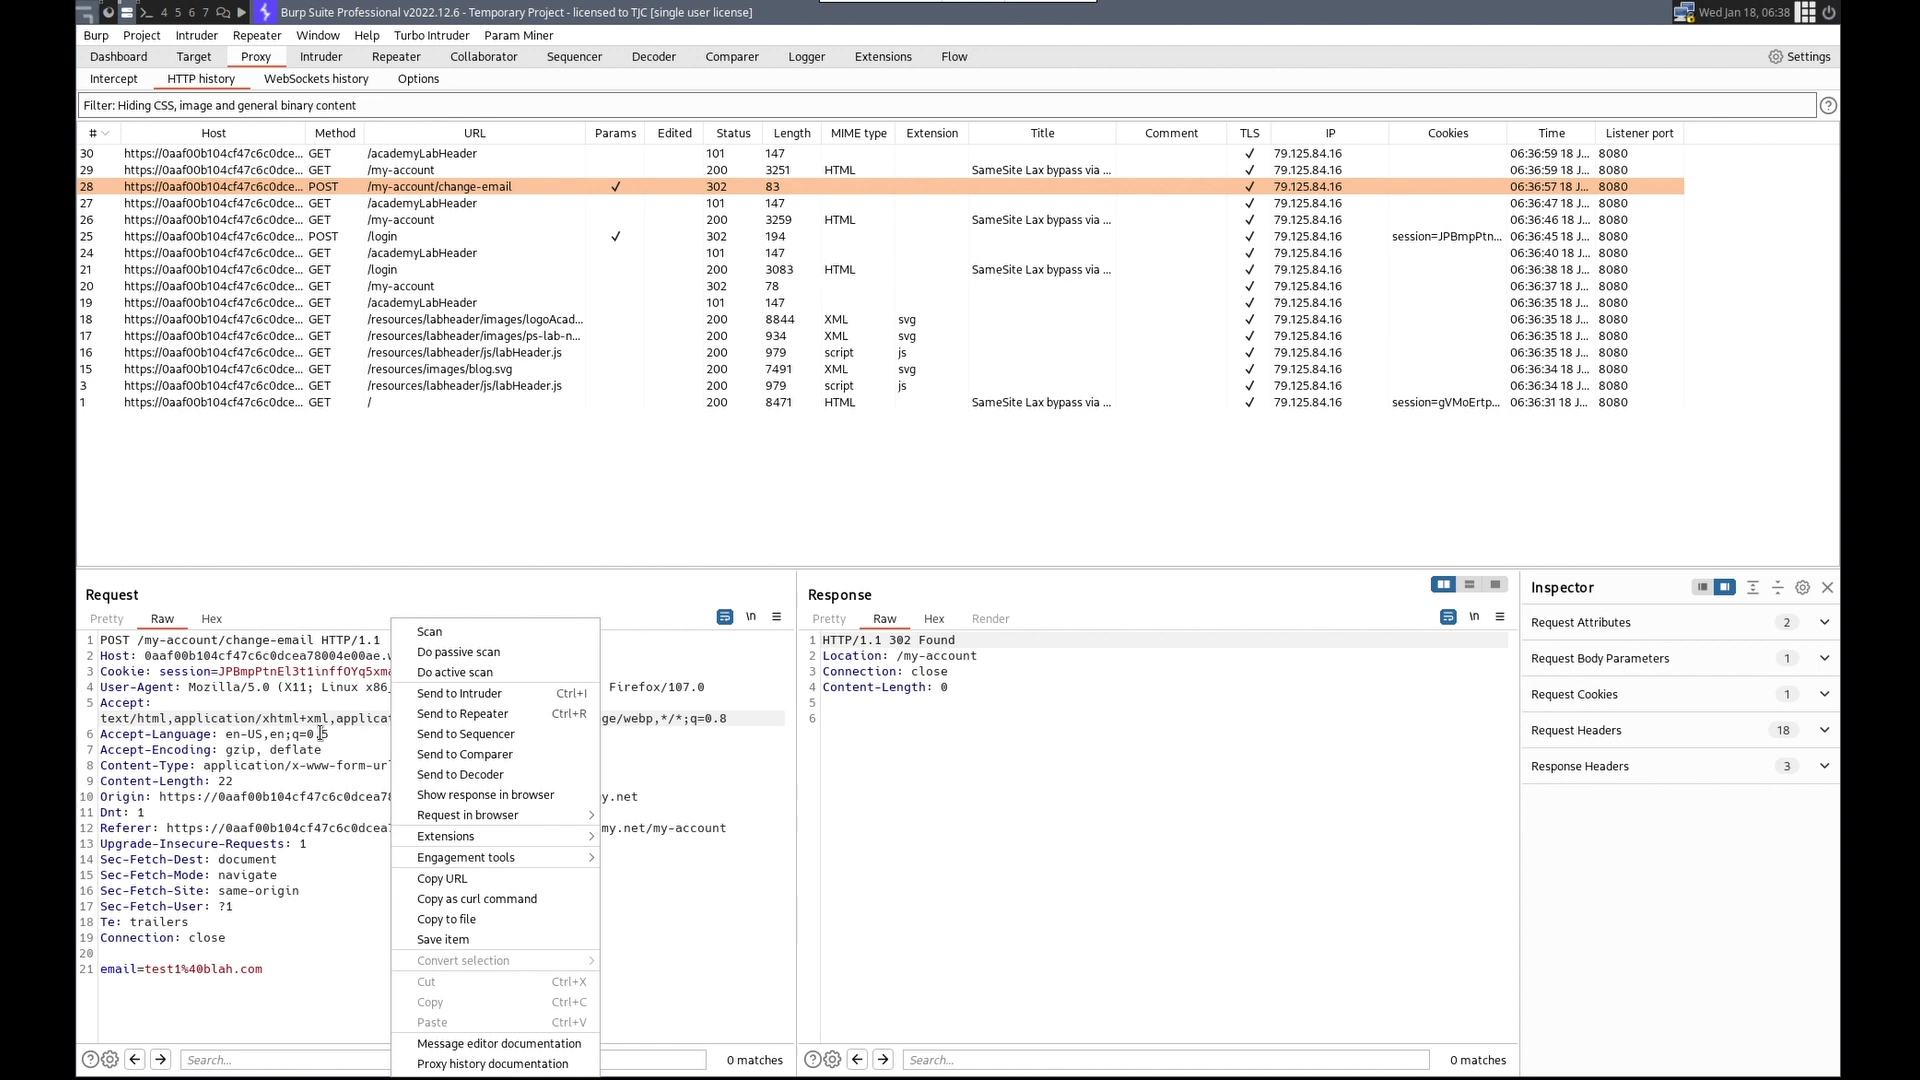 4 5 6 7 Burp Suite Professional v2022.12.6 - Temporary Project - licensed to TJC [single user license] Wed Jan 18, 06:38
Burp Project Intruder Repeater Window Help Turbo Intruder Param Miner
Dashboard Target Proxy Intruder Repeater Collaborator Sequencer Decoder Comparer Logger Extensions Flow Settings
Intercept HTTP history WebSockets history Options
Filter: Hiding CSS, image and general binary content
# Host Method URL Params Edited Status Length MIME type Extension Title Comment TLS IP Cookies Time Listener port
30 https://0aaf00b104cf47c6c0dce... GET /academyLabHeader 101 147 ✓ 79.125.84.16 06:36:59 18 J... 8080
29 https://0aaf00b104cf47c6c0dce... GET /my-account 200 3251 HTML SameSite Lax bypass via ... ✓ 79.125.84.16 06:36:59 18 J... 8080
28 https://0aaf00b104cf47c6c0dce... POST /my-account/change-email ✓ 302 83 ✓ 79.125.84.16 06:36:57 18 J... 8080
27 https://0aaf00b104cf47c6c0dce... GET /academyLabHeader 101 147 ✓ 79.125.84.16 06:36:47 18 J... 8080
26 https://0aaf00b104cf47c6c0dce... GET /my-account 200 3259 HTML SameSite Lax bypass via ... ✓ 79.125.84.16 06:36:46 18 J... 8080
25 https://0aaf00b104cf47c6c0dce... POST /login ✓ 302 194 ✓ 79.125.84.16 session=JPBmpPtn... 06:36:45 18 J... 8080
24 https://0aaf00b104cf47c6c0dce... GET /academyLabHeader 101 147 ✓ 79.125.84.16 06:36:40 18 J... 8080
21 https://0aaf00b104cf47c6c0dce... GET /login 200 3083 HTML SameSite Lax bypass via ... ✓ 79.125.84.16 06:36:38 18 J... 8080
20 https://0aaf00b104cf47c6c0dce... GET /my-account 302 78 ✓ 79.125.84.16 06:36:37 18 J... 8080
19 https://0aaf00b104cf47c6c0dce... GET /academyLabHeader 101 147 ✓ 79.125.84.16 06:36:35 18 J... 8080
18 https://0aaf00b104cf47c6c0dce... GET /resources/labheader/images/logoAcad... 200 8844 XML svg ✓ 79.125.84.16 06:36:35 18 J... 8080
17 https://0aaf00b104cf47c6c0dce... GET /resources/labheader/images/ps-lab-n... 200 934 XML svg ✓ 79.125.84.16 06:36:35 18 J... 8080
16 https://0aaf00b104cf47c6c0dce... GET /resources/labheader/js/labHeader.js 200 979 script js ✓ 79.125.84.16 06:36:35 18 J... 8080
15 https://0aaf00b104cf47c6c0dce... GET /resources/images/blog.svg 200 7491 XML svg ✓ 79.125.84.16 06:36:34 18 J... 8080
3 https://0aaf00b104cf47c6c0dce... GET /resources/labheader/js/labHeader.js 200 979 script js ✓ 79.125.84.16 06:36:34 18 J... 8080
1 https://0aaf00b104cf47c6c0dce... GET / 200 8471 HTML SameSite Lax bypass via ... ✓ 79.125.84.16 session=gVMoErtp... 06:36:31 18 J... 8080
Request
Pretty Raw Hex \n
1 POST /my-account/change-email HTTP/1.1
2 Host: 0aaf00b104cf47c6c0dcea78004e00ae.
3 Cookie: session=JPBmpPtnEl3t1inffOYq5xm
4 User-Agent: Mozilla/5.0 (X11; Linux x86_ Firefox/107.0
5 Accept:
text/html,application/xhtml+xml,applicat ge/webp,*/*;q=0.8
6 Accept-Language: en-US,en;q=0.5
7 Accept-Encoding: gzip, deflate
8 Content-Type: application/x-www-form-url
9 Content-Length: 22
10 Origin: https://0aaf00b104cf47c6c0dcea78 y.net
11 Dnt: 1
12 Referer: https://0aaf00b104cf47c6c0dcea7 my.net/my-account
13 Upgrade-Insecure-Requests: 1
14 Sec-Fetch-Dest: document
15 Sec-Fetch-Mode: navigate
16 Sec-Fetch-Site: same-origin
17 Sec-Fetch-User: ?1
18 Te: trailers
19 Connection: close
20
21 email=test1%40blah.com
Search... 0 matches
Scan
Do passive scan
Do active scan
Send to Intruder Ctrl+I
Send to Repeater Ctrl+R
Send to Sequencer
Send to Comparer
Send to Decoder
Show response in browser
Request in browser
Extensions
Engagement tools
Copy URL
Copy as curl command
Copy to file
Save item
Convert selection
Cut Ctrl+X
Copy Ctrl+C
Paste Ctrl+V
Message editor documentation
Proxy history documentation
Response
Pretty Raw Hex Render \n
1 HTTP/1.1 302 Found
2 Location: /my-account
3 Connection: close
4 Content-Length: 0
5
6
Search... 0 matches
Inspector
Request Attributes 2
Request Body Parameters 1
Request Cookies 1
Request Headers 18
Response Headers 3